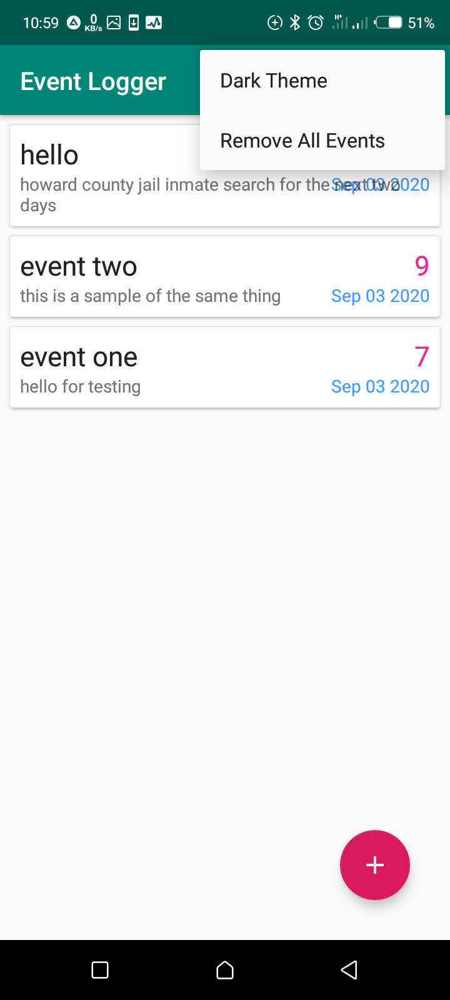 10:59
0
KB/s
H+
51%
Event Logger
Dark Theme
Remove All Events
hello
howard county jail inmate search for the next two
days
Sep 03 2020
event two
9
this is a sample of the same thing
Sep 03 2020
event one
7
hello for testing
Sep 03 2020